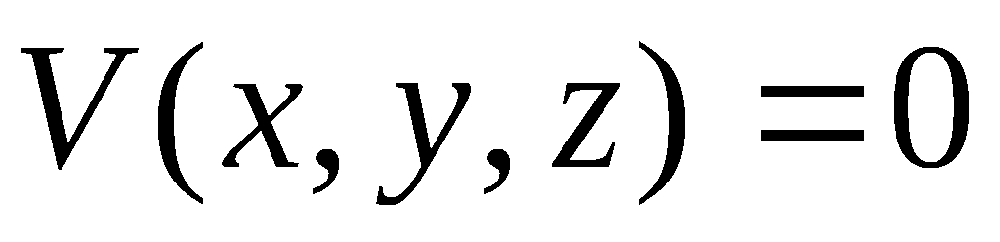 V(x, y, z) =0